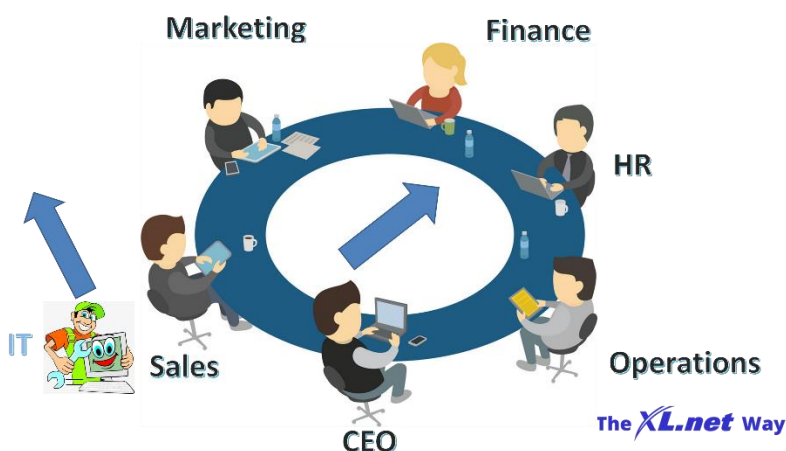 Marketing
Finance
HR
IT
Sales
Operations
The XL.net Way
CEO